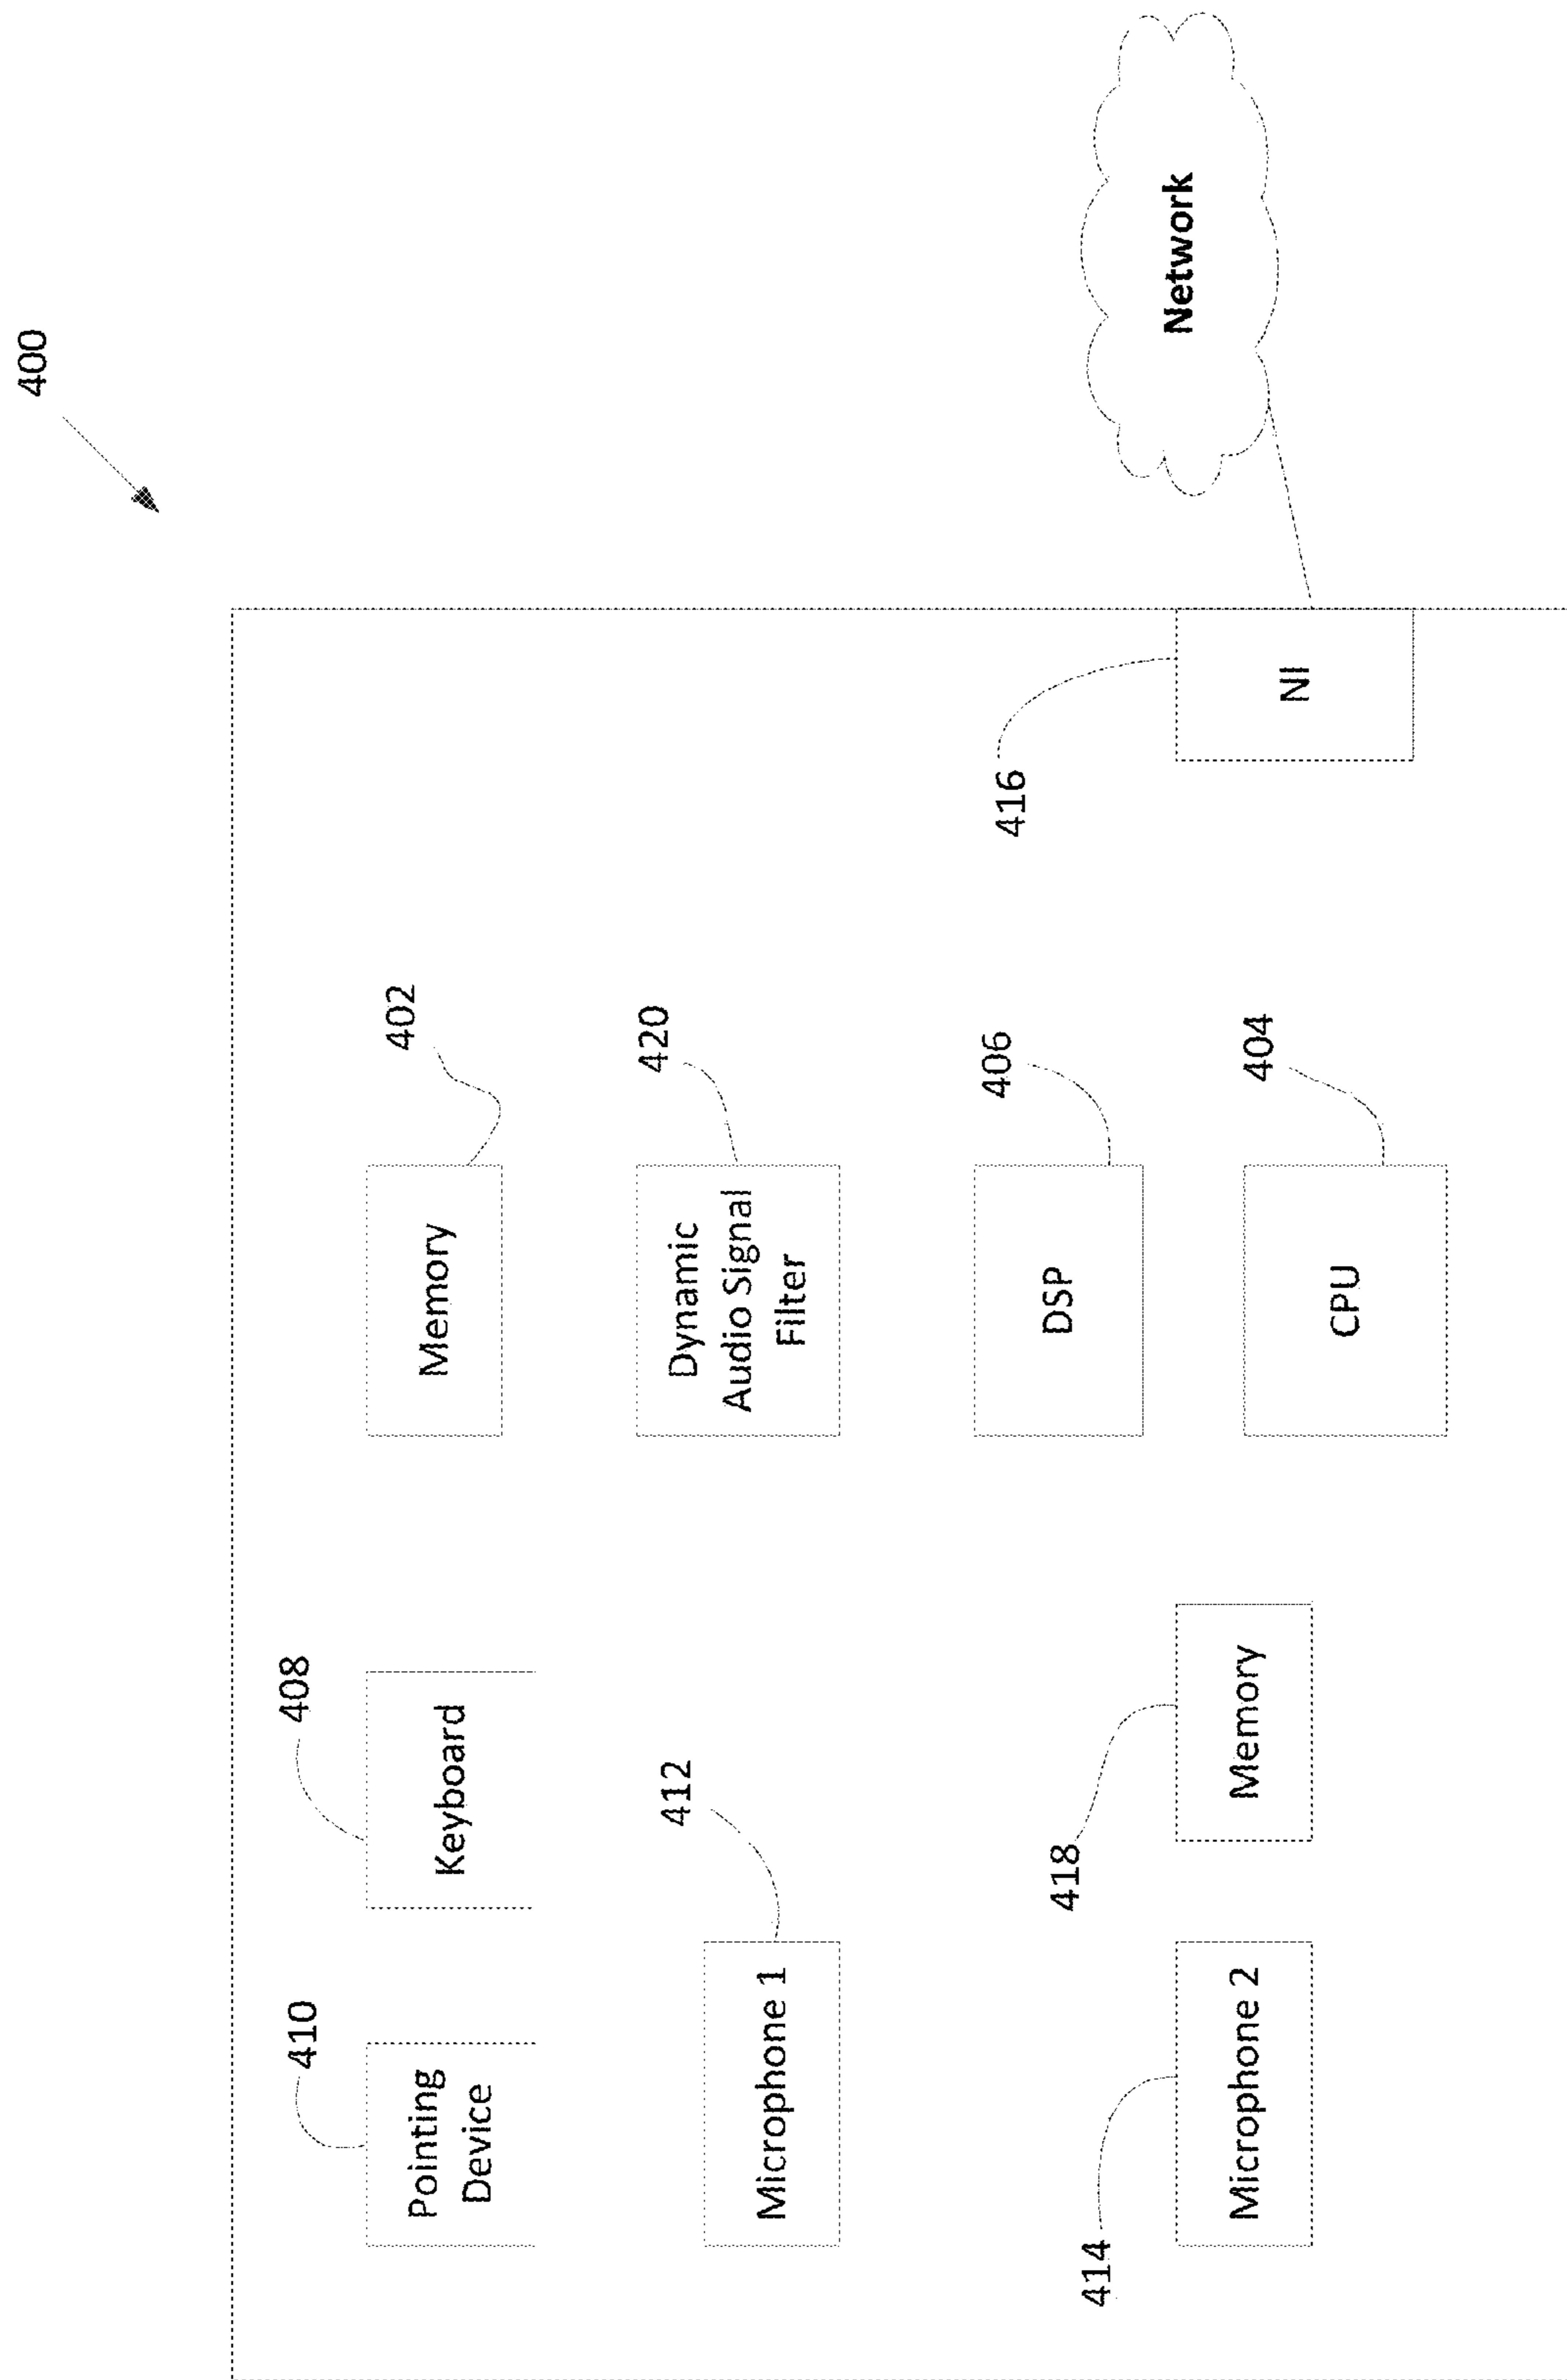 400
410
Pointing
Device
408
Keyboard
402
Memory
412
Microphone 1
420
Dynamic
Audio Signal
Filter
406
DSP
416
NI
Network
414
Microphone 2
418
Memory
404
CPU